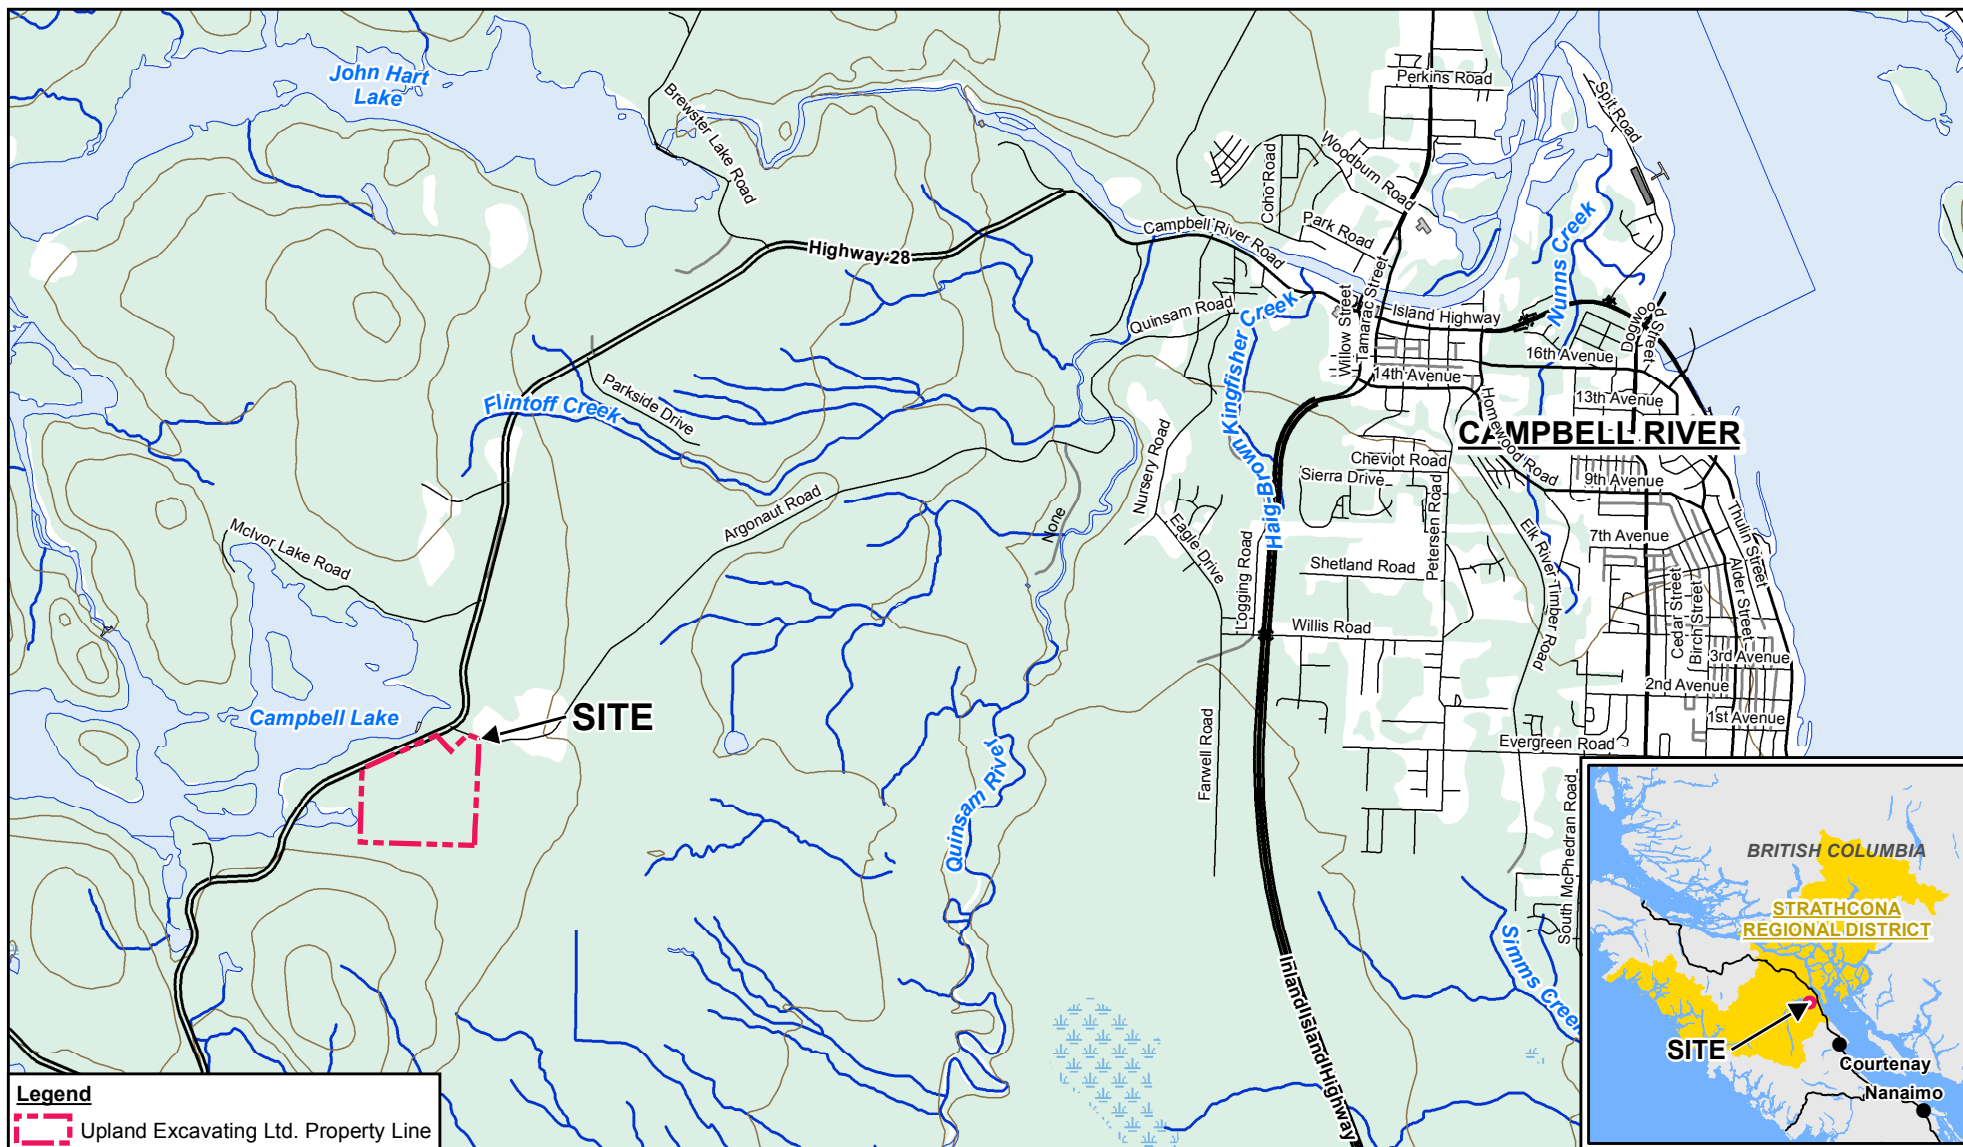 John Hart
Lake
Brewster Lake Road
Perkins Road
Spit Road
Woodburn Road
Coho Road
Park Road
Campbell River Road
Nunns Creek
Highway 28
Quinsam Road
Haig-Brown Kingfisher Creek
Willow Street
Tamarac Street
Island Highway
Dogwood Street
16th Avenue
14th Avenue
13th Avenue
Parkside Drive
Flintoff Creek
Homewood Road
CAMPBELL RIVER
Nursery Road
Cheviot Road
Sierra Drive
9th Avenue
Petersen Road
Argonaut Road
None
Eagle Drive
Elk River Timber Road
Thulin Street
7th Avenue
McIvor Lake Road
Logging Road
Shetland Road
Alder Street
Cedar Street
Birch Street
Willis Road
3rd Avenue
2nd Avenue
1st Avenue
Campbell Lake
SITE
Evergreen Road
Farwell Road
Quinsam River
South McPhedran Road
Simms Creek
Inland Island Highway
BRITISH COLUMBIA
STRATHCONA
REGIONAL DISTRICT
SITE
Courtenay
Nanaimo
Legend
Upland Excavating Ltd. Property Line